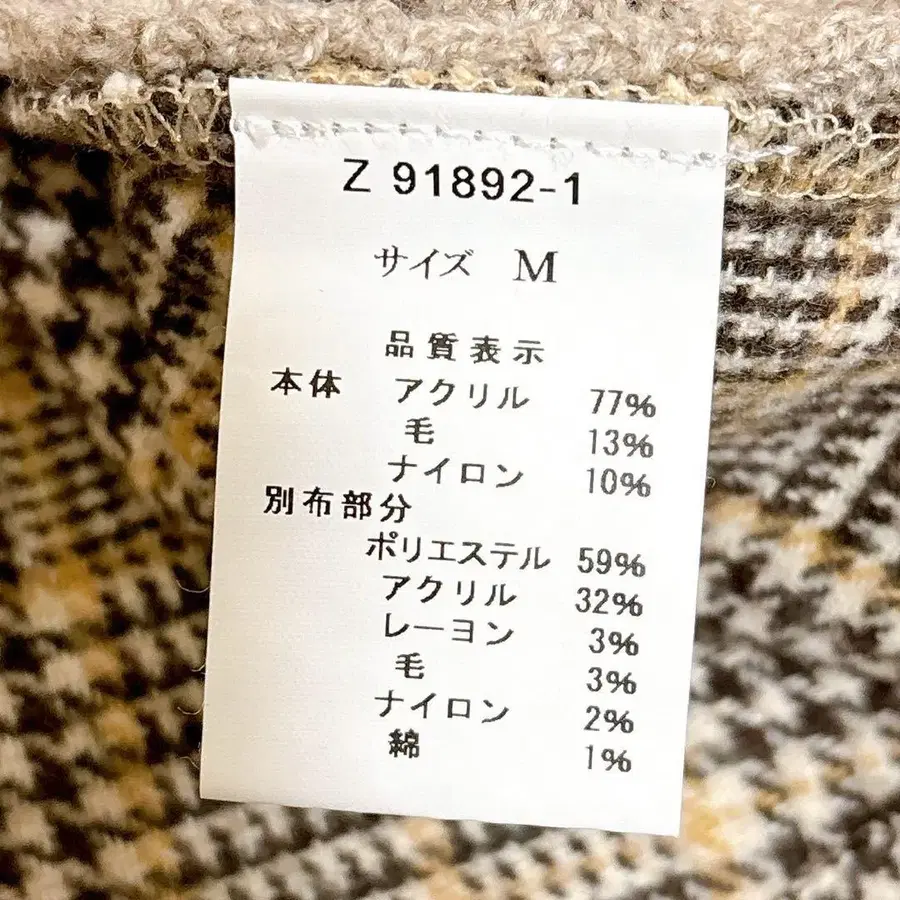 Z 91892-1
サイズ M
品質表示
本体 アクリル 77%
毛 13%
ナイロン 10%
別布部分
ポリエステル 59%
アクリル 32%
レーヨン 3%
毛 3%
ナイロン 2%
綿 1%